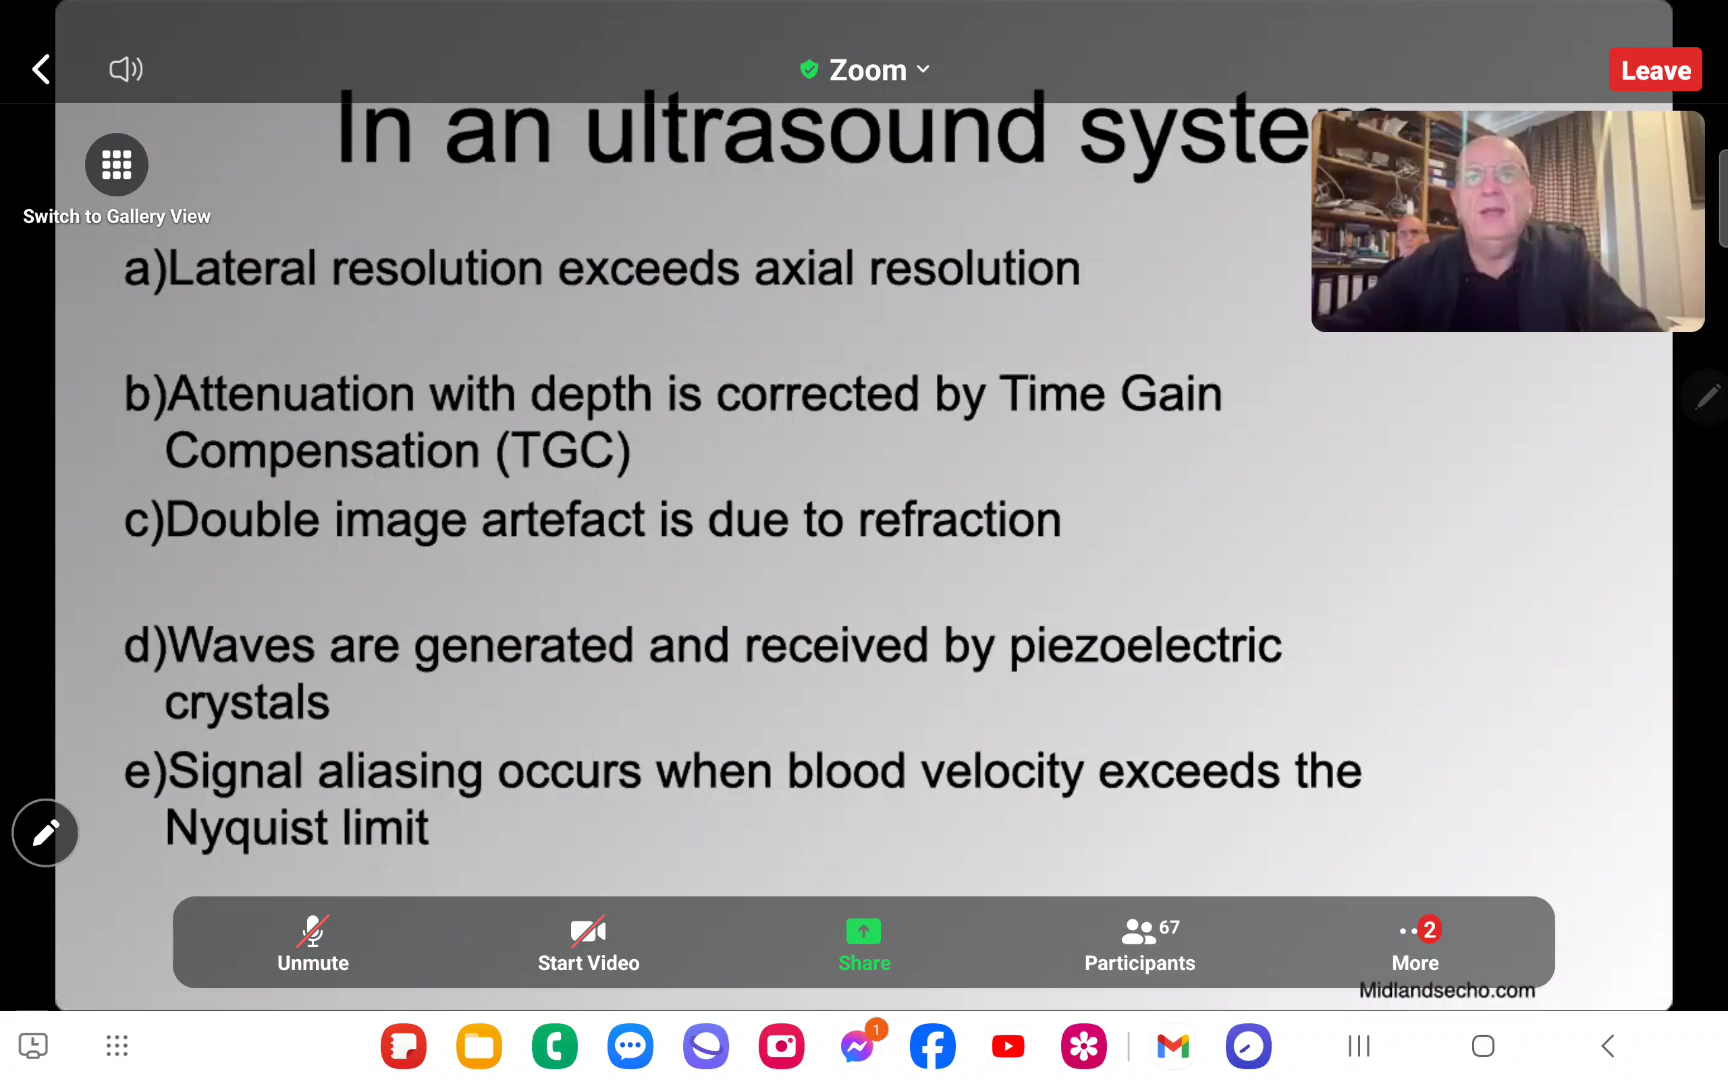 Zoom
Leave
In an ultrasound
Switch to Gallery View
a)Lateral resolution exceeds axial resolution
b)Attenuation with depth is corrected by Time Gain
Compensation (TGC)
c)Double image artefact is due to refraction
d)Waves are generated and received by piezoelectric
crystals
e)Signal aliasing occurs when blood velocity exceeds the
Nyquist limit
67
2
Unmute
Start Video
Share
Participants
More
Midlandsecho.com
1